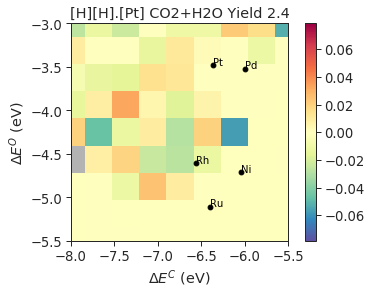 [H][H].[Pt] CO2+H2O Yield 2.4
−3.0
−3.5
−4.0
−4.5
−5.0
−5.5
ΔE^O (eV)
Pt
Pd
Rh
Ni
Ru
−8.0 −7.5 −7.0 −6.5 −6.0 −5.5
ΔE^C (eV)
0.06
0.04
0.02
0.00
−0.02
−0.04
−0.06